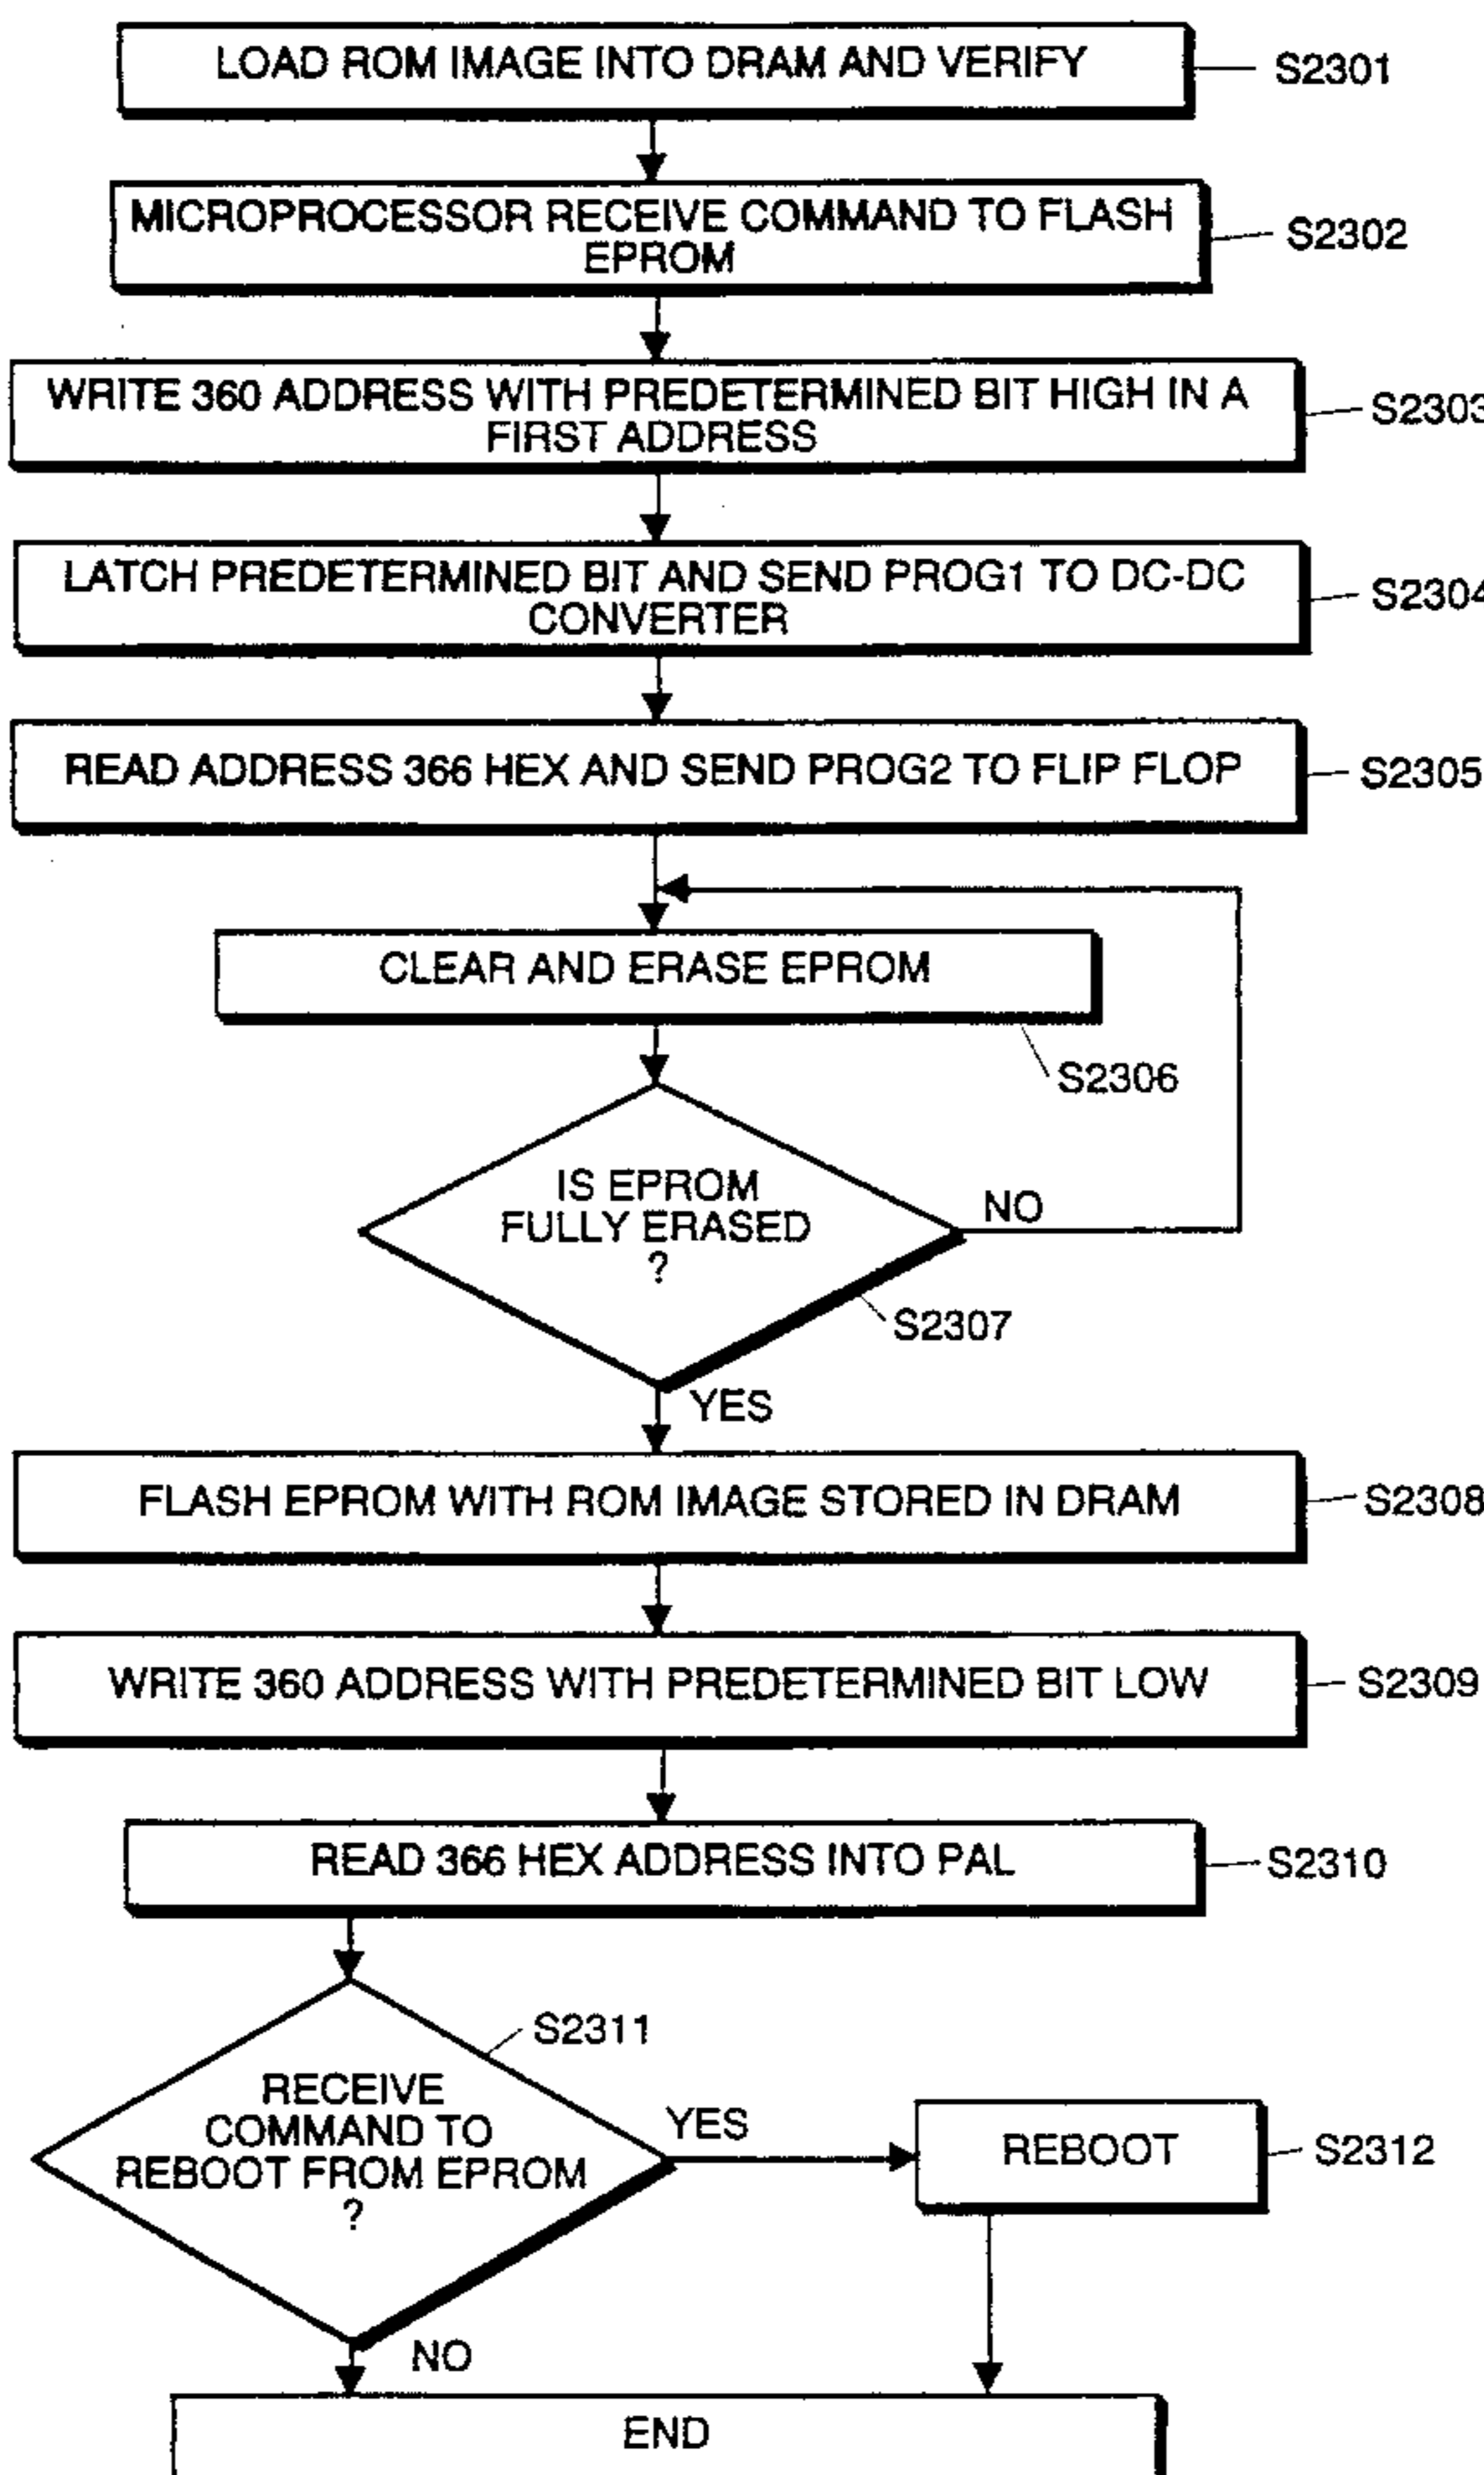 LOAD ROM IMAGE INTO DRAM AND VERIFY
S2301
MICROPROCESSOR RECEIVE COMMAND TO FLASH
EPROM
S2302
WRITE 360 ADDRESS WITH PREDETERMINED BIT HIGH IN A
FIRST ADDRESS
S2303
LATCH PREDETERMINED BIT AND SEND PROG1 TO DC-DC
CONVERTER
S2304
READ ADDRESS 366 HEX AND SEND PROG2 TO FLIP FLOP
S2305
CLEAR AND ERASE EPROM
S2306
IS EPROM
FULLY ERASED
?
NO
S2307
YES
FLASH EPROM WITH ROM IMAGE STORED IN DRAM
S2308
WRITE 360 ADDRESS WITH PREDETERMINED BIT LOW
S2309
READ 366 HEX ADDRESS INTO PAL
S2310
S2311
RECEIVE
COMMAND TO
REBOOT FROM EPROM
?
YES
REBOOT
S2312
NO
END